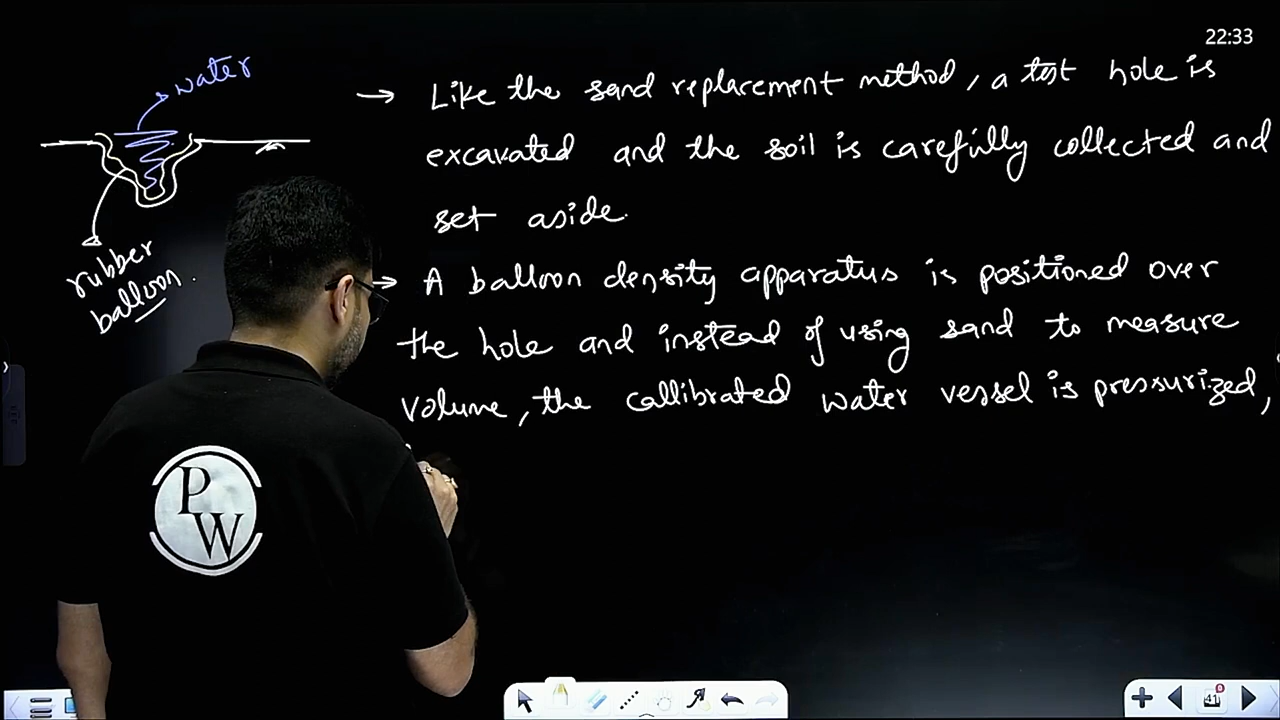 22:33
water
→ Like the sand replacement method, a test hole is
excavated and the soil is carefully collected and
set aside.
→ A balloon density apparatus is positioned over
the hole and instead of using sand to measure
volume, the callibrated water vessel is pressurized,
rubber
balloon.
PW
41